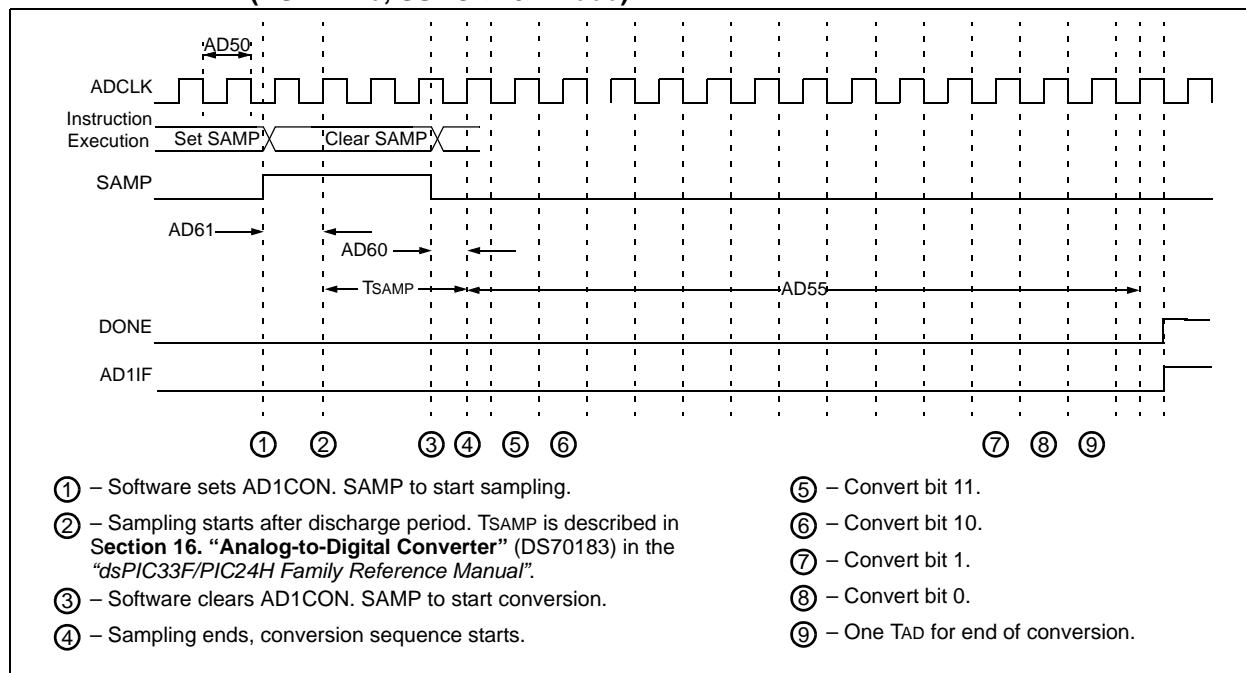 AD50
ADCLK
Instruction
Execution
Set SAMP
Clear SAMP
SAMP
AD61
AD60
TSAMP
AD55
DONE
AD1IF
1 2 3 4 5 6 7 8 9
1 – Software sets AD1CON. SAMP to start sampling.
2 – Sampling starts after discharge period. TSAMP is described in
Section 16. “Analog-to-Digital Converter” (DS70183) in the
“dsPIC33F/PIC24H Family Reference Manual”.
3 – Software clears AD1CON. SAMP to start conversion.
4 – Sampling ends, conversion sequence starts.
5 – Convert bit 11.
6 – Convert bit 10.
7 – Convert bit 1.
8 – Convert bit 0.
9 – One TAD for end of conversion.